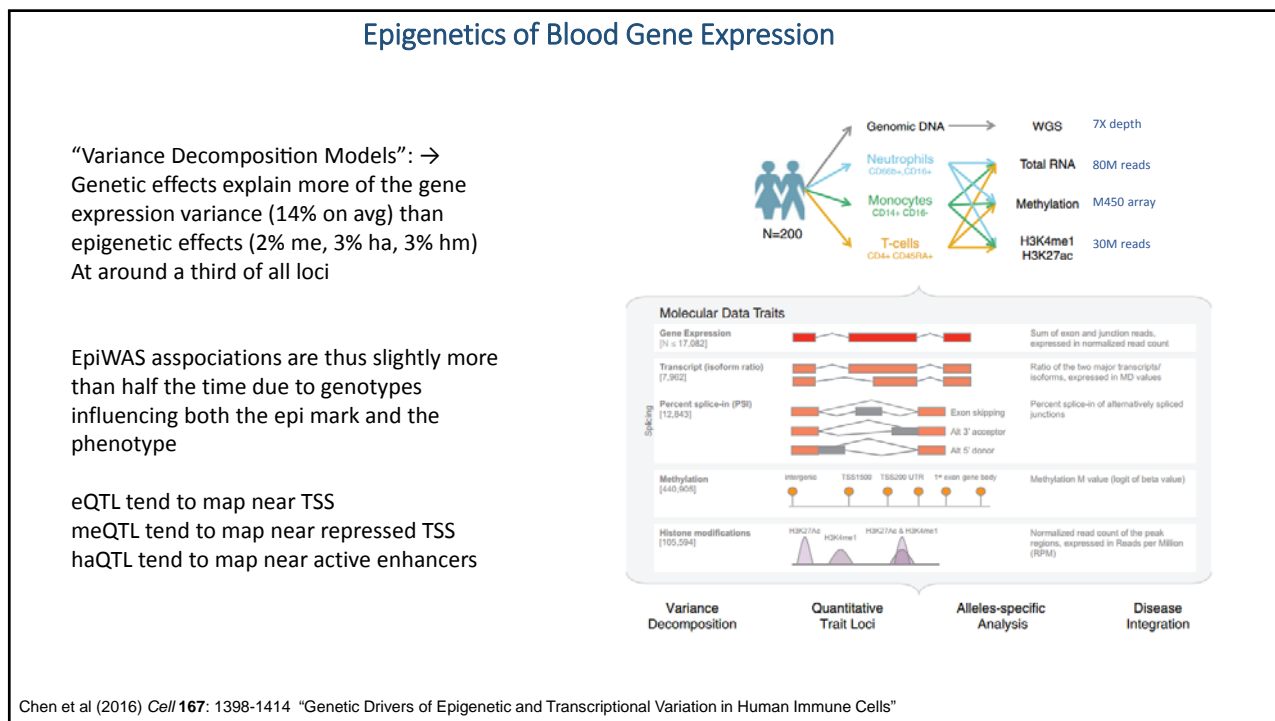 Epigenetics of Blood Gene Expression
“Variance Decomposition Models”: →
Genetic effects explain more of the gene
expression variance (14% on avg) than
epigenetic effects (2% me, 3% ha, 3% hm)
At around a third of all loci
EpiWAS asspociations are thus slightly more
than half the time due to genotypes
influencing both the epi mark and the
phenotype
eQTL tend to map near TSS
meQTL tend to map near repressed TSS
haQTL tend to map near active enhancers
N=200
Genomic DNA
WGS
7X depth
Neutrophils
CD66b+,CD16+
Total RNA
80M reads
Monocytes
CD14+ CD16-
Methylation
M450 array
T-cells
CD4+ CD45RA+
H3K4me1
H3K27ac
30M reads
Molecular Data Traits
Gene Expression
[N ≤ 17,082]
Sum of exon and junction reads,
expressed in normalized read count
Splicing
Transcript (isoform ratio)
[7,962]
Ratio of the two major transcripts/
isoforms, expressed in MD values
Percent splice-in (PSI)
[12,843]
Exon skipping
Alt 3' acceptor
Alt 5' donor
Percent splice-in of alternatively spliced
junctions
Methylation
[440,905]
intergenic
TSS1500
TSS200 UTR
1st exon gene body
Methylation M value (logit of beta value)
Histone modifications
[105,594]
H3K27Ac
H3K4me1
H3K27Ac & H3K4me1
Normalized read count of the peak
regions, expressed in Reads per Million
(RPM)
Variance
Decomposition
Quantitative
Trait Loci
Alleles-specific
Analysis
Disease
Integration
Chen et al (2016) Cell 167: 1398-1414 “Genetic Drivers of Epigenetic and Transcriptional Variation in Human Immune Cells”